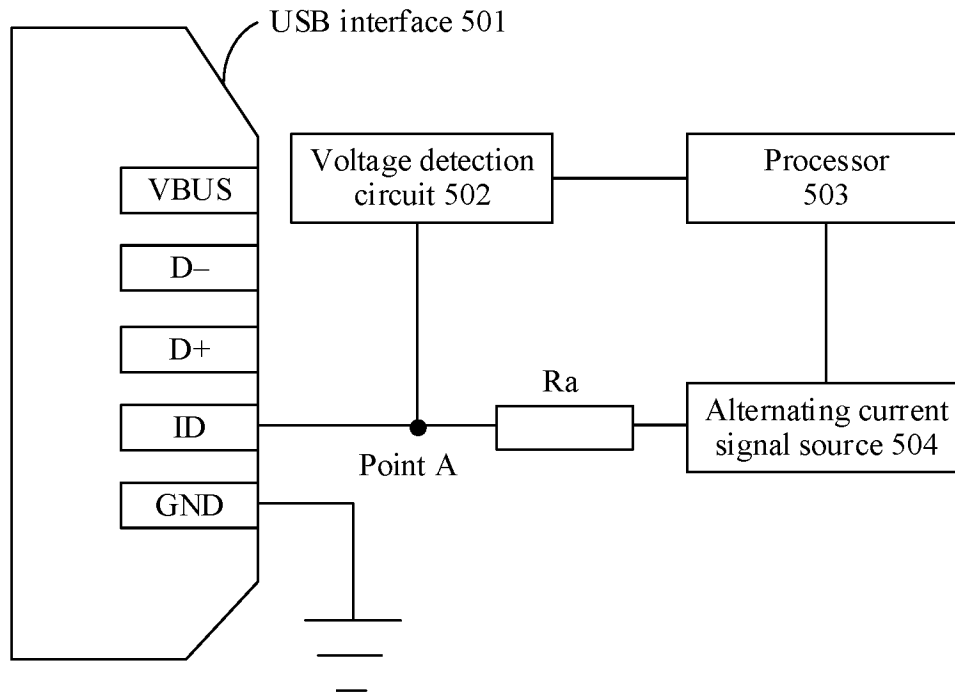 USB interface 501
Voltage detection
circuit 502
Processor
503
VBUS
D–
D+
ID
GND
Point A
Ra
Alternating current
signal source 504